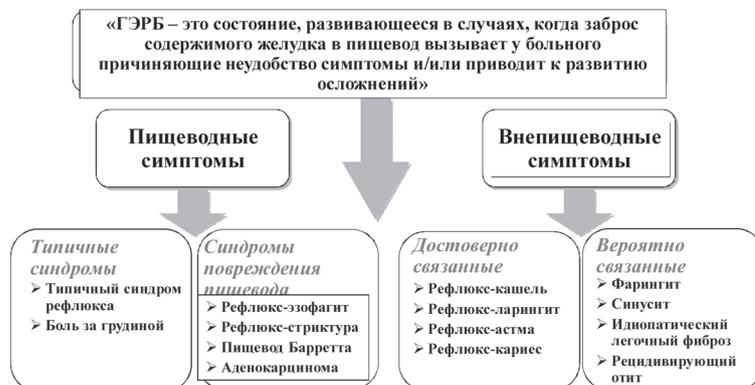 «ГЭРБ – это состояние, развивающееся в случаях, когда заброс
содержимого желудка в пищевод вызывает у больного
причиняющие неудобство симптомы и/или приводит к развитию
осложнений»
Пищеводные
симптомы
Внепищеводные
симптомы
Типичные
синдромы
➢ Типичный синдром
рефлюкса
➢ Боль за грудиной
Синдромы
повреждения
пищевода
➢ Рефлюкс-эзофагит
➢ Рефлюкс-стриктура
➢ Пищевод Барретта
➢ Аденокарцинома
Достоверно
связанные
➢ Рефлюкс-кашель
➢ Рефлюкс-ларингит
➢ Рефлюкс-астма
➢ Рефлюкс-кариес
Вероятно
связанные
➢ Фарингит
➢ Синусит
➢ Идиопатический
легочный фиброз
➢ Рецидивирующий
отит